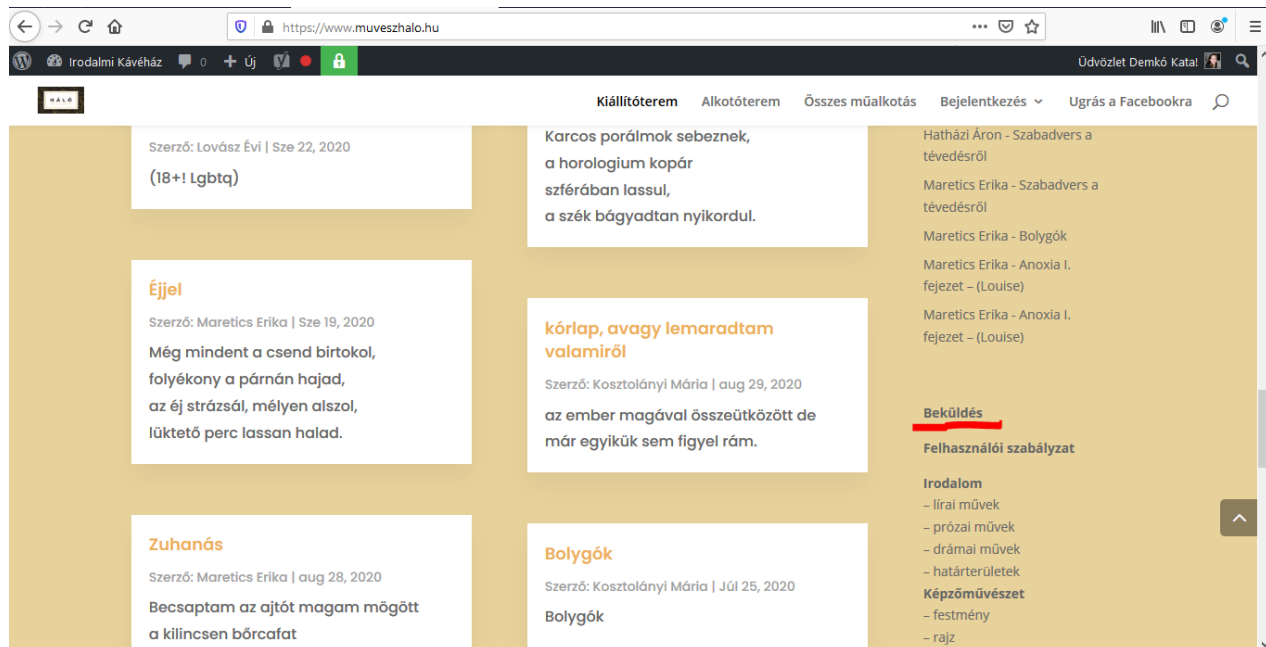 https://www.muveszhalo.hu
Irodalmi Kávéház 0 + Új
Üdvözlet Demkó Kata!
HÁLÓ
Kiállítóterem Alkotóterem Összes műalkotás Bejelentkezés Ugrás a Facebookra
Szerző: Lovász Évi | Sze 22, 2020
(18+! Lgbtq)
Éjjel
Szerző: Maretics Erika | Sze 19, 2020
Még mindent a csend birtokol,
folyékony a párnán hajad,
az éj strázsál, mélyen alszol,
lüktető perc lassan halad.
Zuhanás
Szerző: Maretics Erika | aug 28, 2020
Becsaptam az ajtót magam mögött
a kilincsen bőrcafat
Karcos porálmok sebeznek,
a horologium kopár
szférában lassul,
a szék bágyadtan nyikordul.
kórlap, avagy lemaradtam
valamiről
Szerző: Kosztolányi Mária | aug 29, 2020
az ember magával összeütközött de
már egyikük sem figyel rám.
Bolygók
Szerző: Kosztolányi Mária | Júl 25, 2020
Bolygók
Hatházi Áron - Szabadvers a
tévedésről
Maretics Erika - Szabadvers a
tévedésről
Maretics Erika - Bolygók
Maretics Erika - Anoxia I.
fejezet – (Louise)
Maretics Erika - Anoxia I.
fejezet – (Louise)
Beküldés
Felhasználói szabályzat
Irodalom
– lírai művek
– prózai művek
– drámai művek
– határterületek
Képzőművészet
– festmény
– rajz